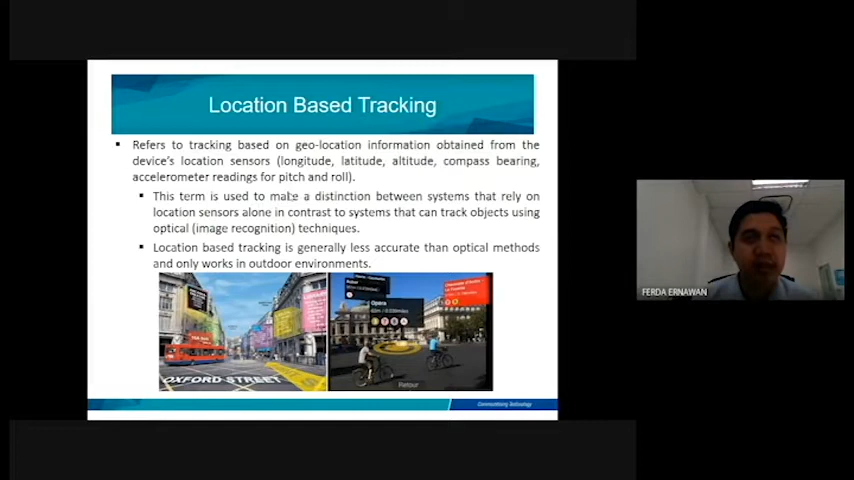 Location Based Tracking
Refers to tracking based on geo-location information obtained from the
device's location sensors (longitude, latitude, altitude, compass bearing,
accelerometer readings for pitch and roll).
This term is used to make a distinction between systems that rely on
location sensors alone in contrast to systems that can track objects using
optical (image recognition) techniques.
Location based tracking is generally less accurate than optical methods
and only works in outdoor environments.
OXFORD STREET
Opera
Retour
Communitising Technology
FERDA ERNAWAN